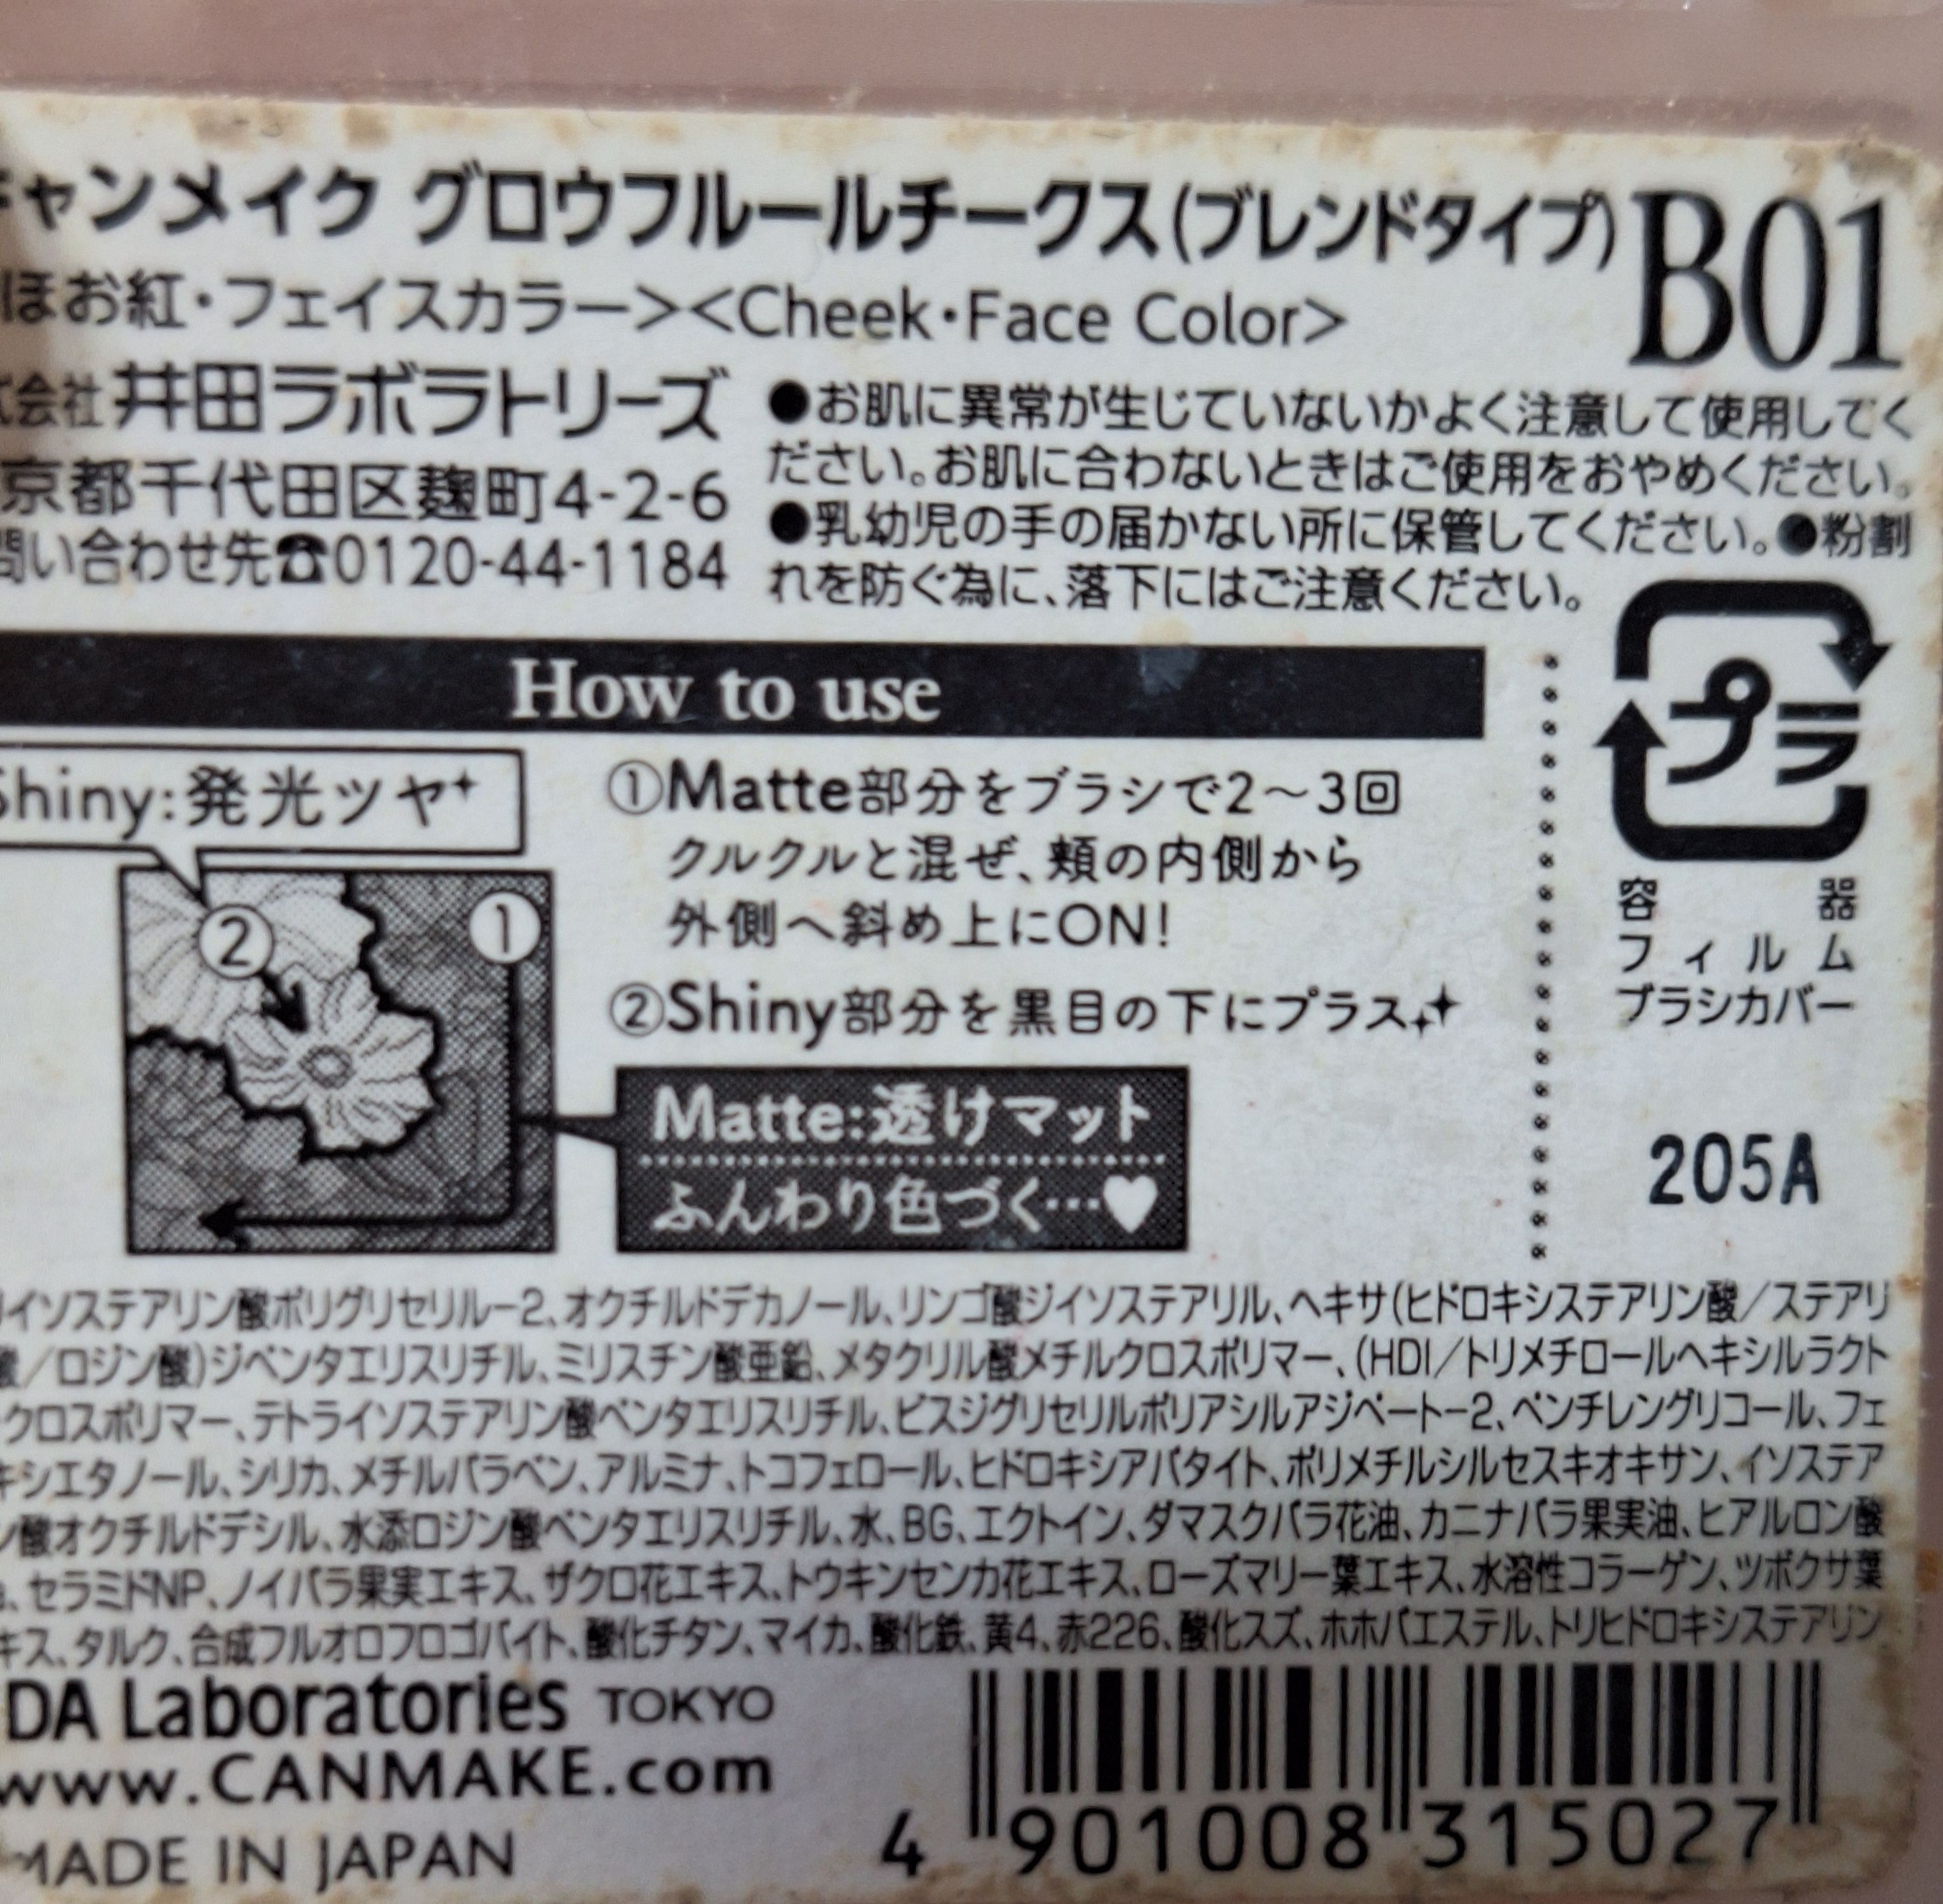 チャンメイク グロウフルールチークス(ブレンドタイプ) B01
ほお紅・フェイスカラー><Cheek・Face Color>
会社 井田ラボラトリーズ
京都千代田区麹町4-2-6
問い合わせ先☎0120-44-1184
●お肌に異常が生じていないかよく注意して使用してく
ださい。お肌に合わないときはご使用をおやめください。
●乳幼児の手の届かない所に保管してください。●粉割
れを防ぐ為に、落下にはご注意ください。
How to use
プラ
容器
フィルム
ブラシカバー
205A
Shiny:発光ツヤ
② ①
①Matte部分をブラシで2〜3回
クルクルと混ぜ、頬の内側から
外側へ斜め上にON!
②Shiny部分を黒目の下にプラス
Matte:透けマット
ふんわり色づく…♥
イソステアリン酸ポリグリセリル-2、オクチルドデカノール、リンゴ酸ジイソステアリル、ヘキサ(ヒドロキシステアリン酸/ステアリ
酸/ロジン酸)ジペンタエリスリチル、ミリスチン酸亜鉛、メタクリル酸メチルクロスポリマー、(HDI/トリメチロールヘキシルラクト
クロスポリマー、テトライソステアリン酸ペンタエリスリチル、ビスジグリセリルポリアシルアジペート-2、ペンチレングリコール、フェ
キシエタノール、シリカ、メチルパラベン、アルミナ、トコフェロール、ヒドロキシアパタイト、ポリメチルシルセスキオキサン、イソステア
ン酸オクチルドデシル、水添ロジン酸ペンタエリスリチル、水、BG、エクトイン、ダマスクバラ花油、カニナバラ果実油、ヒアルロン酸
a、セラミドNP、ノイバラ果実エキス、ザクロ花エキス、トウキンセンカ花エキス、ローズマリー葉エキス、水溶性コラーゲン、ツボクサ葉
キス、タルク、合成フルオロフロゴパイト、酸化チタン、マイカ、酸化鉄、黄4、赤226、酸化スズ、ホホバエステル、トリヒドロキシステアリン
DA Laboratories TOKYO
www.CANMAKE.com
MADE IN JAPAN
4 901008 315027